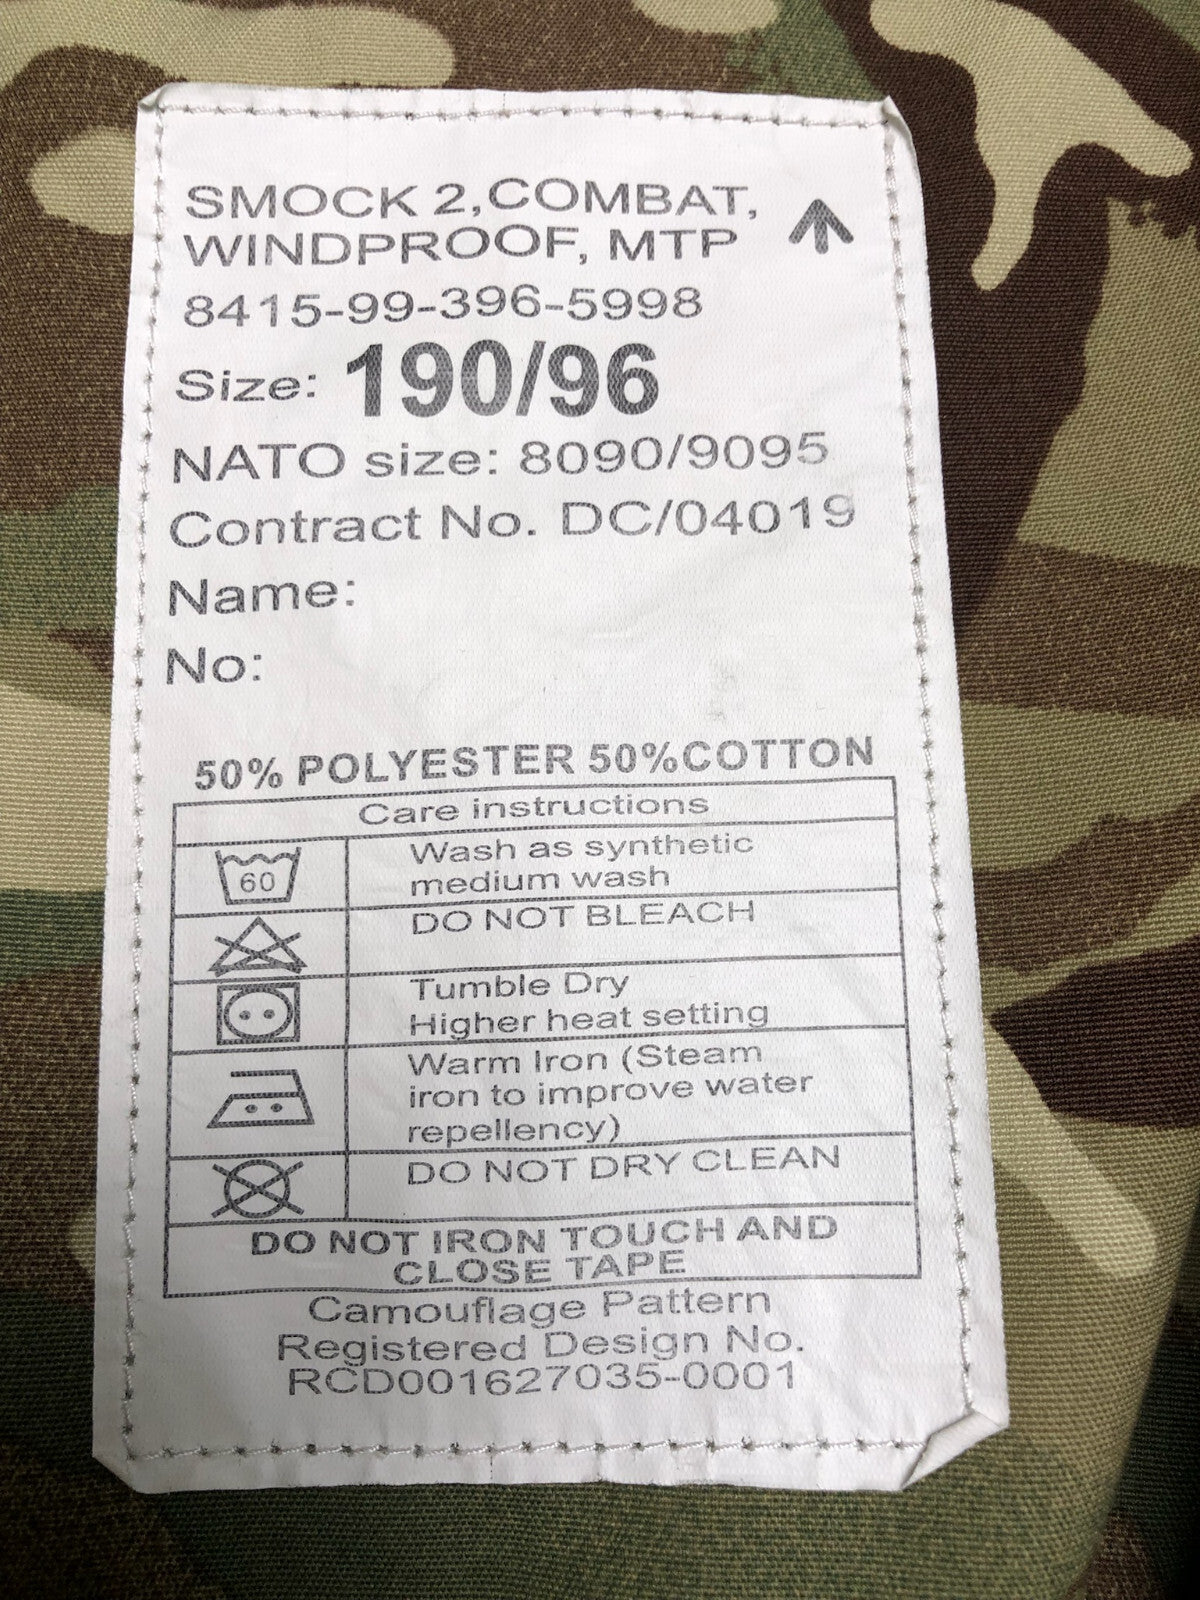 SMOCK 2,COMBAT,
WINDPROOF, MTP
8415-99-396-5998
Size: 190/96
NATO size: 8090/9095
Contract No. DC/04019
Name:
No:
50% POLYESTER 50%COTTON
Care instructions
60
Wash as synthetic
medium wash
DO NOT BLEACH
Tumble Dry
Higher heat setting
Warm Iron (Steam
iron to improve water
repellency)
DO NOT DRY CLEAN
DO NOT IRON TOUCH AND
CLOSE TAPE
Camouflage Pattern
Registered Design No.
RCD001627035-0001